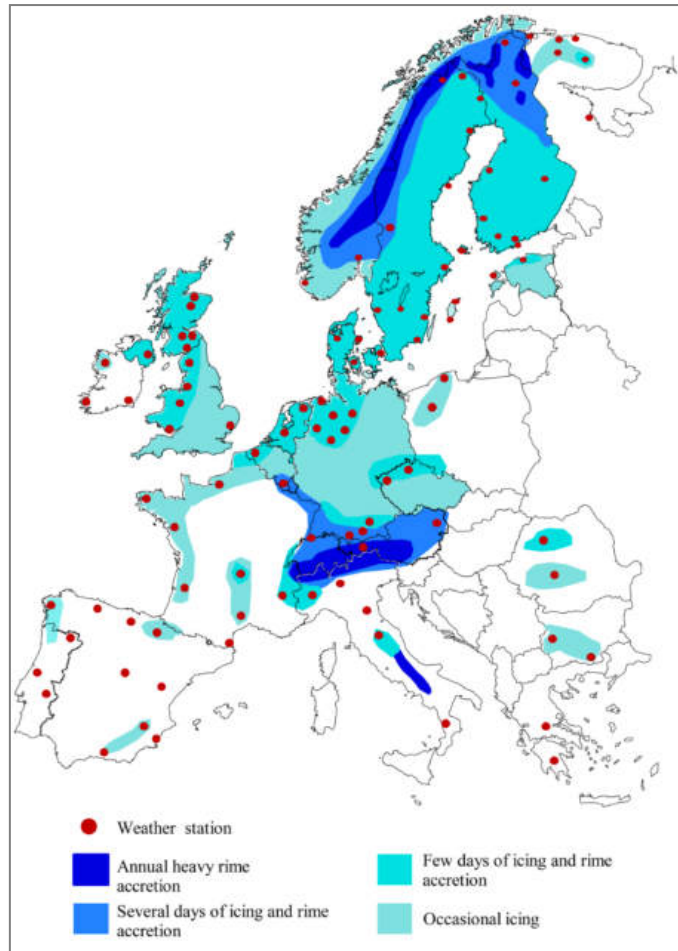 Weather station
Annual heavy rime
accretion
Several days of icing and rime
accretion
Few days of icing and rime
accretion
Occasional icing